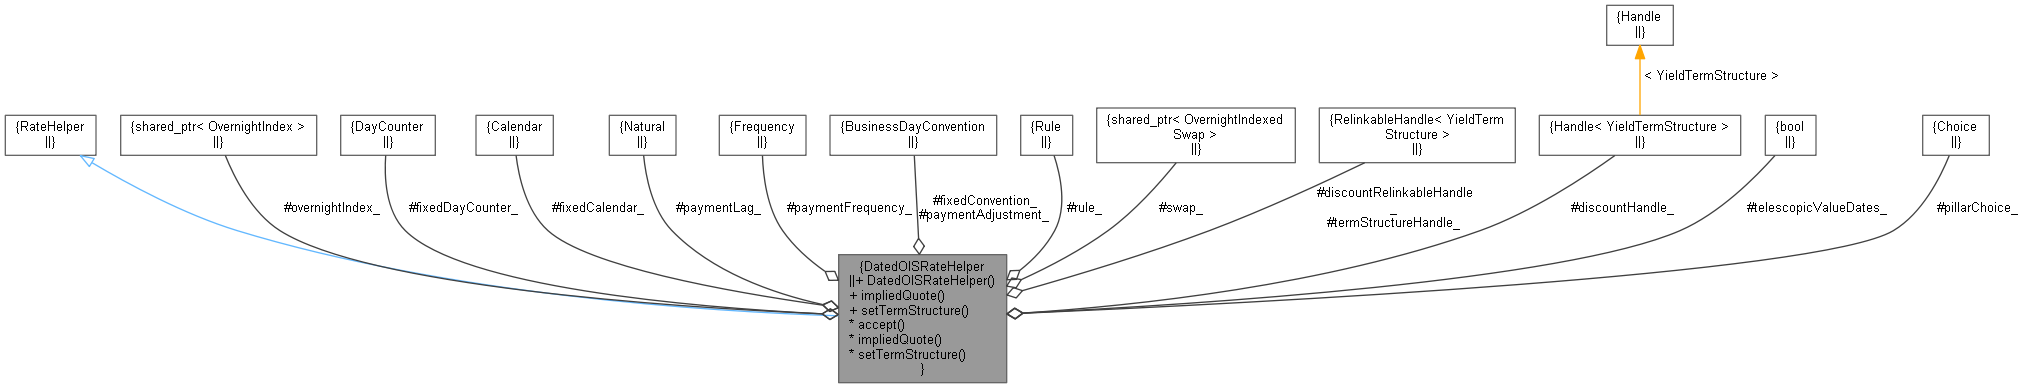 {Handle
||}
< YieldTermStructure >
{RateHelper
||}
{shared_ptr< OvernightIndex >
||}
{DayCounter
||}
{Calendar
||}
{Natural
||}
{Frequency
||}
{BusinessDayConvention
||}
{Rule
||}
{shared_ptr< OvernightIndexed
Swap >
||}
{RelinkableHandle< YieldTerm
Structure >
||}
{Handle< YieldTermStructure >
||}
{bool
||}
{Choice
||}
#overnightIndex_
#fixedDayCounter_
#fixedCalendar_
#paymentLag_
#paymentFrequency_
#fixedConvention_
#paymentAdjustment_
#rule_
#swap_
#discountRelinkableHandle
_
#termStructureHandle_
#discountHandle_
#telescopicValueDates_
#pillarChoice_
{DatedOISRateHelper
||+ DatedOISRateHelper()
+ impliedQuote()
+ setTermStructure()
* accept()
* impliedQuote()
* setTermStructure()
}